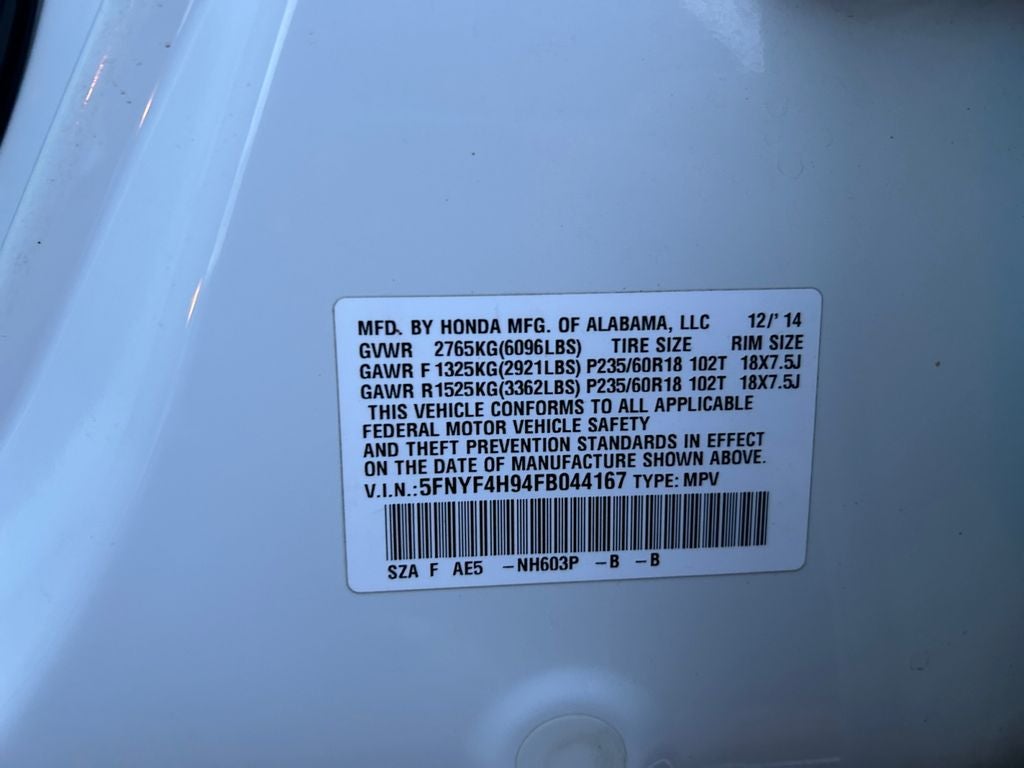 MFD. BY HONDA MFG. OF ALABAMA, LLC 12/'14
GVWR 2765KG(6096LBS) TIRE SIZE RIM SIZE
GAWR F 1325KG(2921LBS) P235/60R18 102T 18X7.5J
GAWR R1525KG(3362LBS) P235/60R18 102T 18X7.5J
THIS VEHICLE CONFORMS TO ALL APPLICABLE
FEDERAL MOTOR VEHICLE SAFETY
AND THEFT PREVENTION STANDARDS IN EFFECT
ON THE DATE OF MANUFACTURE SHOWN ABOVE.
V.I.N.:5FNYF4H94FB044167 TYPE: MPV
SZA F AE5 -NH603P -B -B